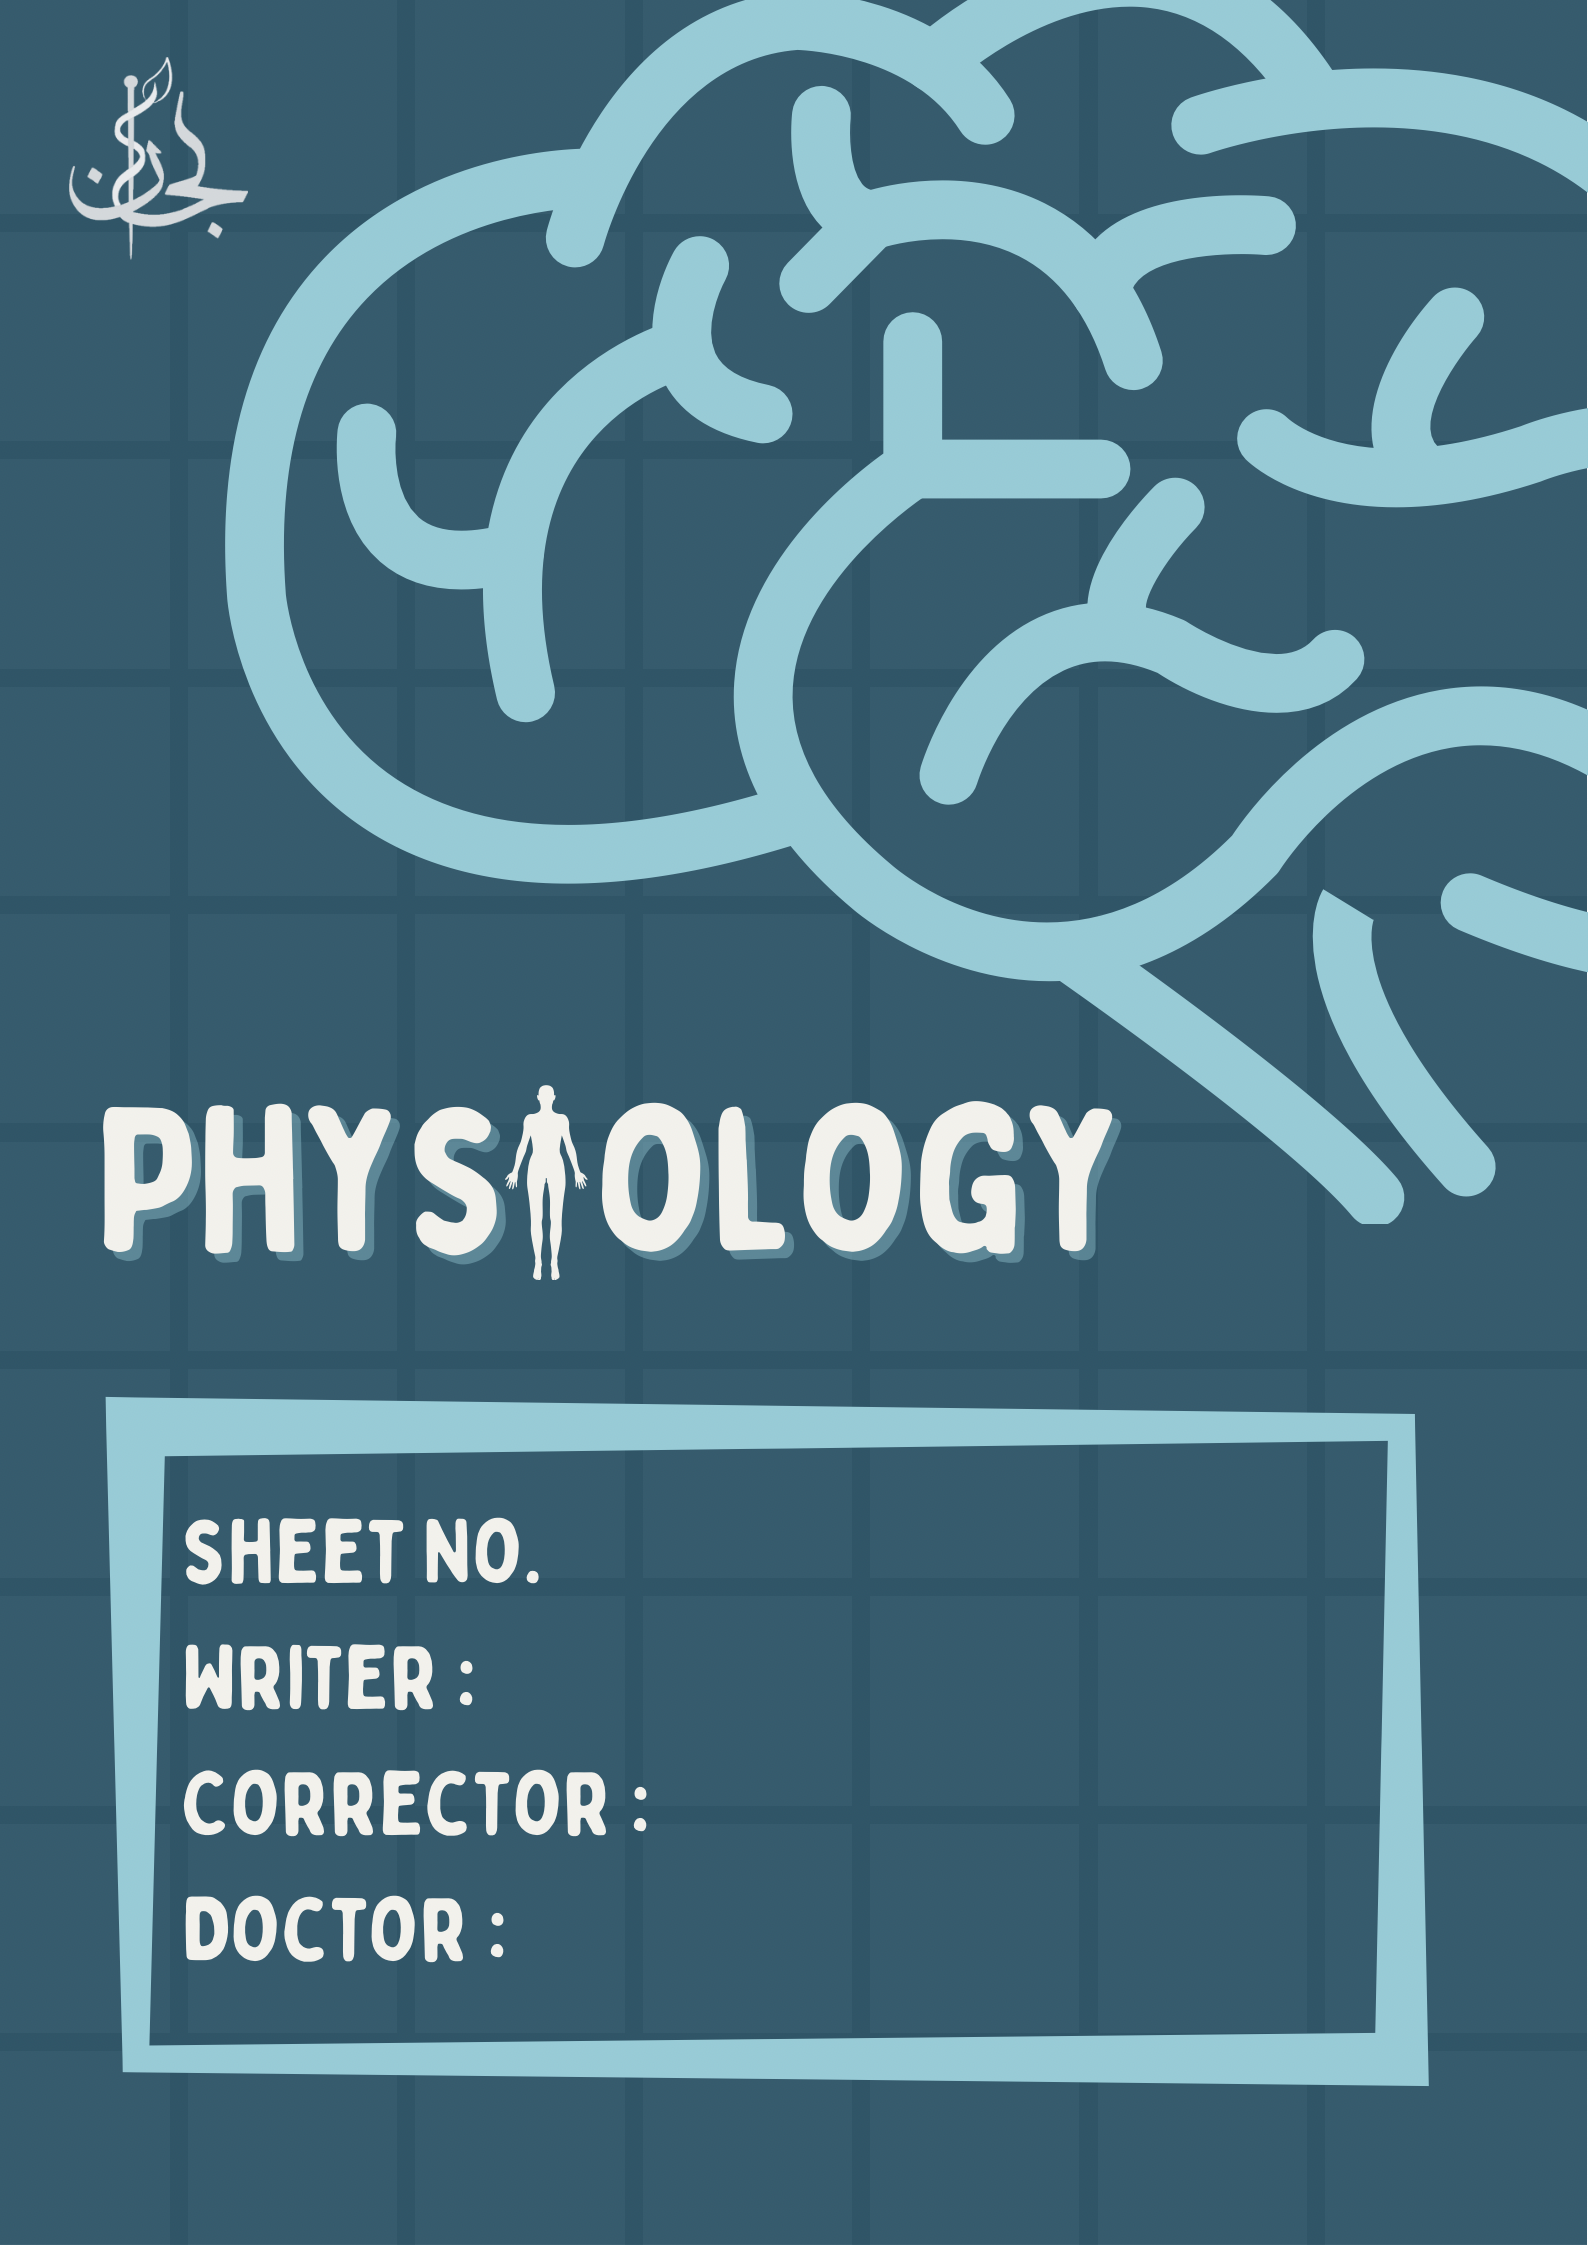 PHYSIOLOGY
SHEET NO.
WRITER :
CORRECTOR :
DOCTOR :